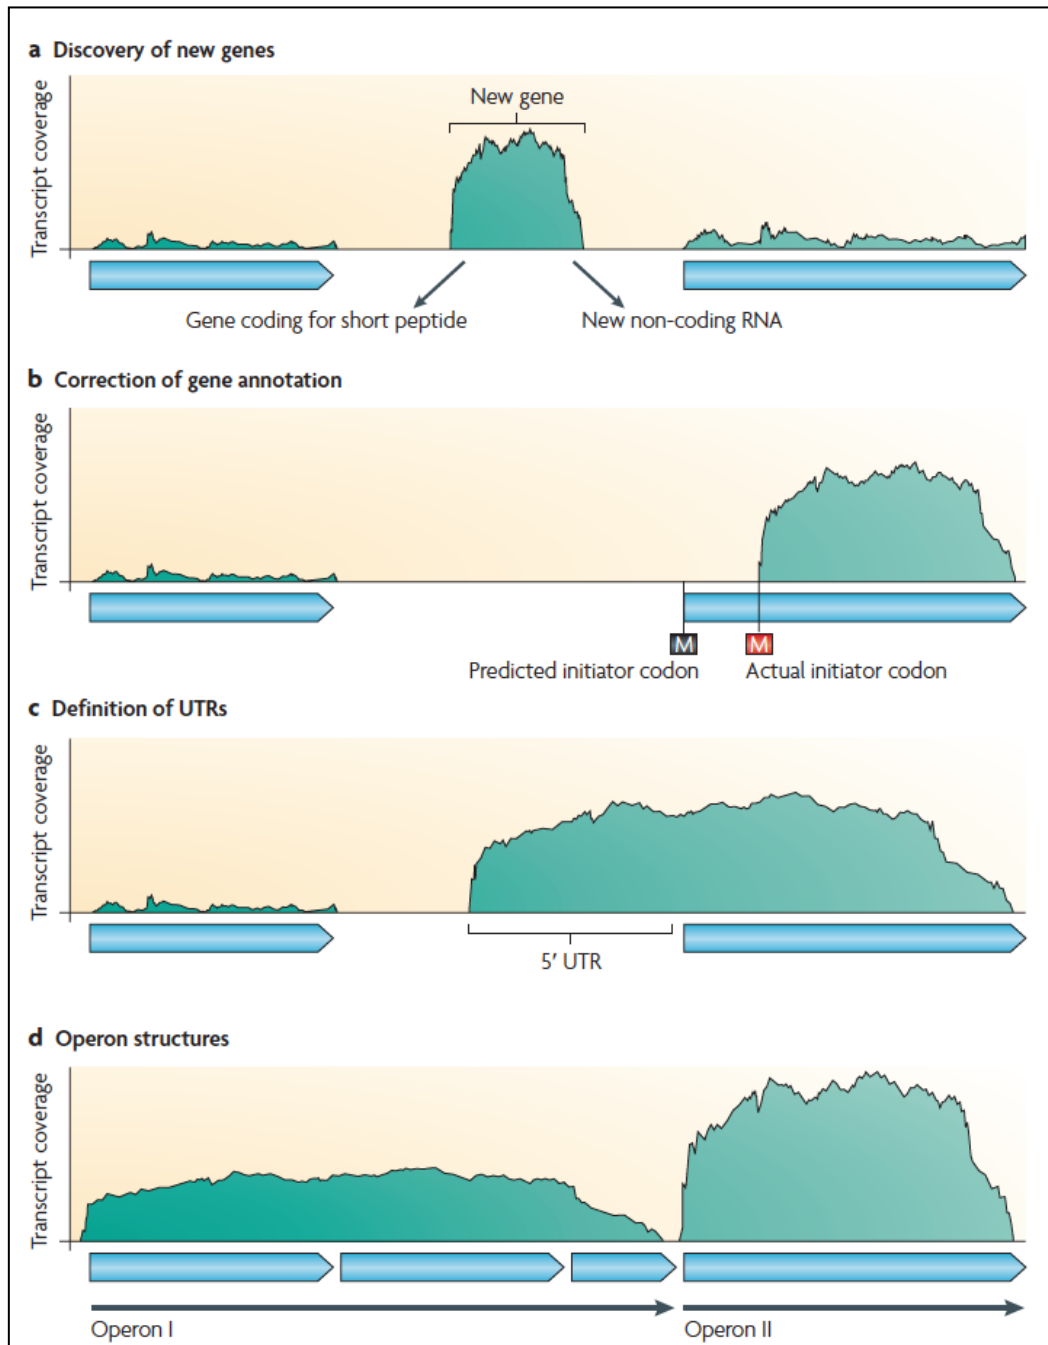 a Discovery of new genes
Transcript coverage
New gene
Gene coding for short peptide
New non-coding RNA
b Correction of gene annotation
Transcript coverage
M
M
Predicted initiator codon
Actual initiator codon
c Definition of UTRs
Transcript coverage
5′ UTR
d Operon structures
Transcript coverage
Operon I
Operon II